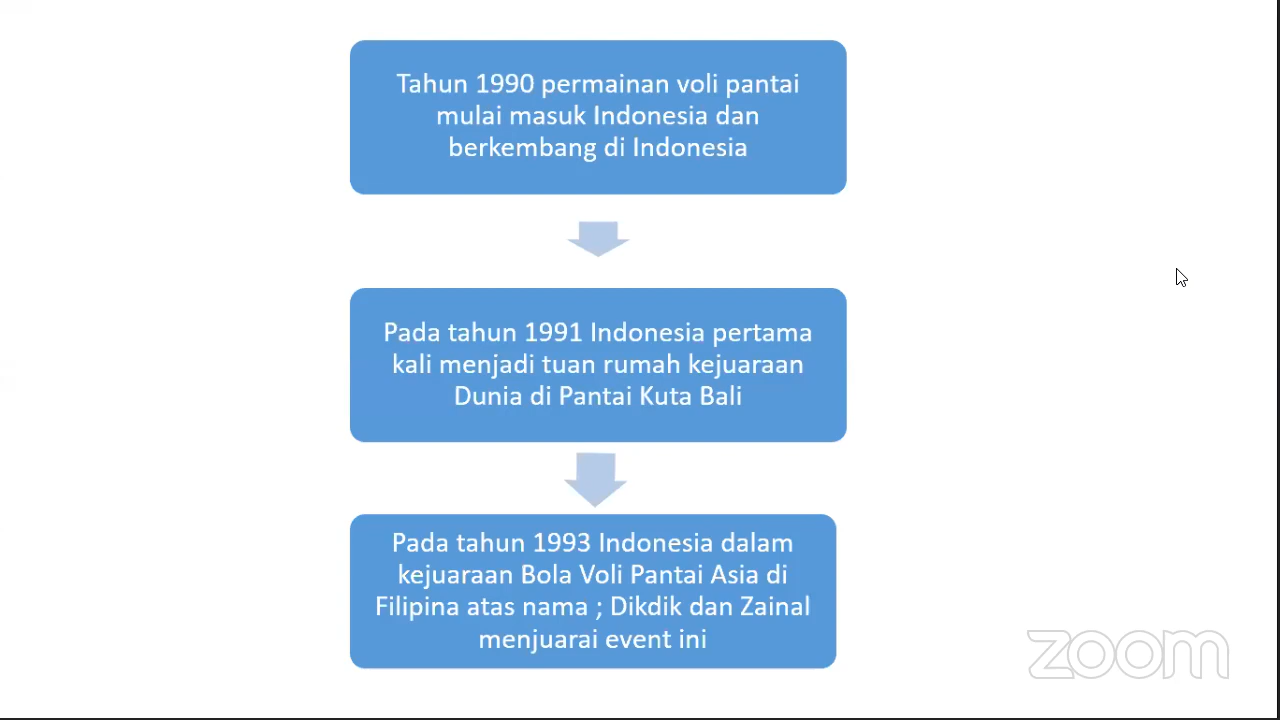 Tahun 1990 permainan voli pantai
mulai masuk Indonesia dan
berkembang di Indonesia
Pada tahun 1991 Indonesia pertama
kali menjadi tuan rumah kejuaraan
Dunia di Pantai Kuta Bali
Pada tahun 1993 Indonesia dalam
kejuaraan Bola Voli Pantai Asia di
Filipina atas nama ; Dikdik dan Zainal
menjuarai event ini
zoom